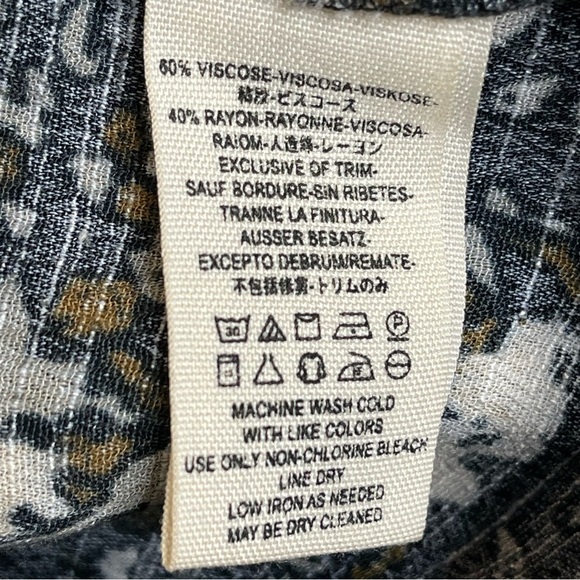 60% VISCOSE-VISCOSA-VISKOSE-
粘段-ビスコース
40% RAYON-RAYONNE-VISCOSA-
RAIOM-人造絲-レーヨン
EXCLUSIVE OF TRIM-
SAUF BORDURE-SIN RIBETES-
TRANNE LA FINITURA-
AUSSER BESATZ-
EXCEPTO DEBRUM/REMATE-
不包括修剪-トリムのみ
30 P
MACHINE WASH COLD
WITH LIKE COLORS
USE ONLY NON-CHLORINE BLEACH
LINE DRY
LOW IRON AS NEEDED
MAY BE DRY CLEANED